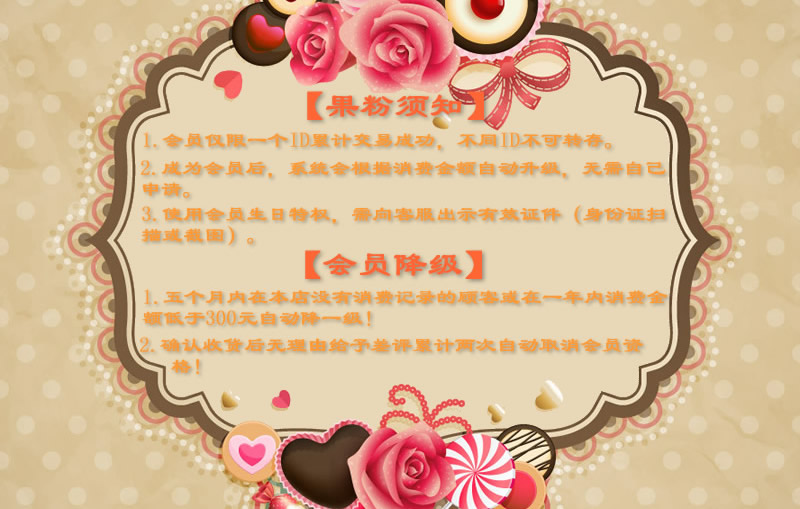 【果粉须知】
1.会员仅限一个ID累计交易成功，不同ID不可转存。
2.成为会员后，系统会根据消费金额自动升级，无需自己
申请。
3.使用会员生日特权，需向客服出示有效证件（身份证扫
描或截图）。
【会员降级】
1.五个月内在本店没有消费记录的顾客或在一年内消费金
额低于300元自动降一级！
2.确认收货后无理由给予差评累计两次自动取消会员资
格！